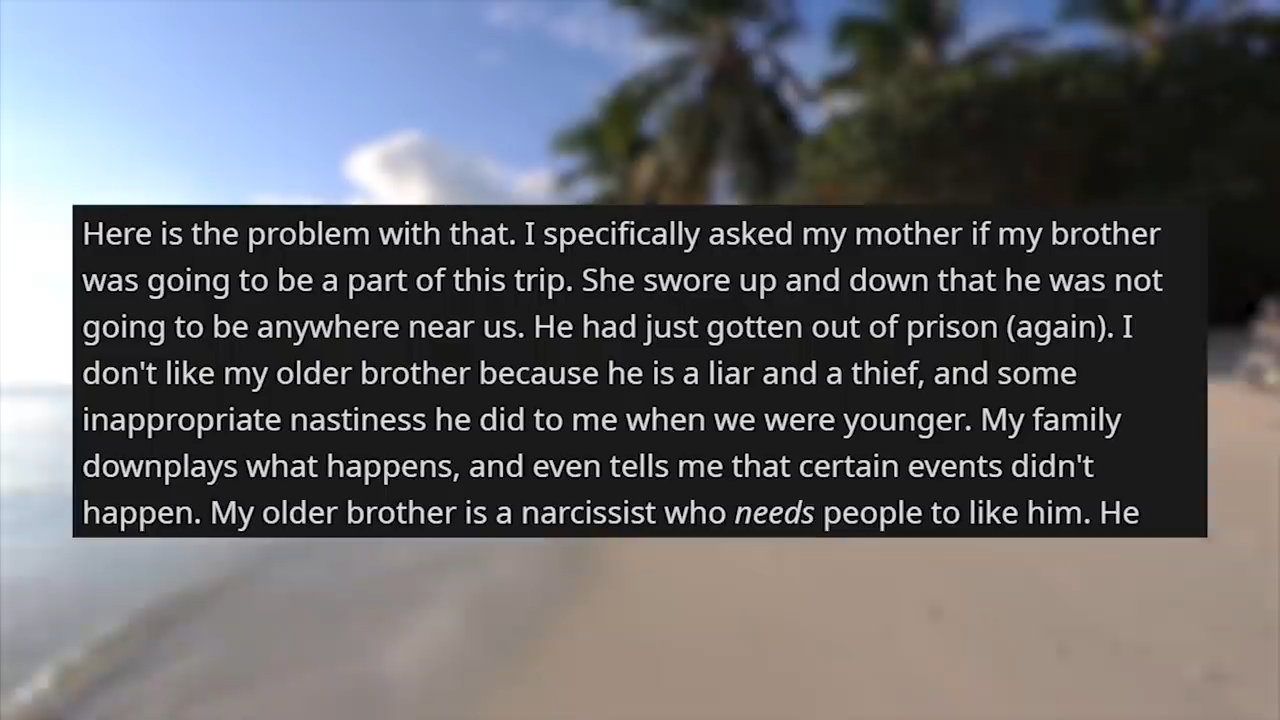 Here is the problem with that. I specifically asked my mother if my brother
was going to be a part of this trip. She swore up and down that he was not
going to be anywhere near us. He had just gotten out of prison (again). I
don't like my older brother because he is a liar and a thief, and some
inappropriate nastiness he did to me when we were younger. My family
downplays what happens, and even tells me that certain events didn't
happen. My older brother is a narcissist who needs people to like him. He